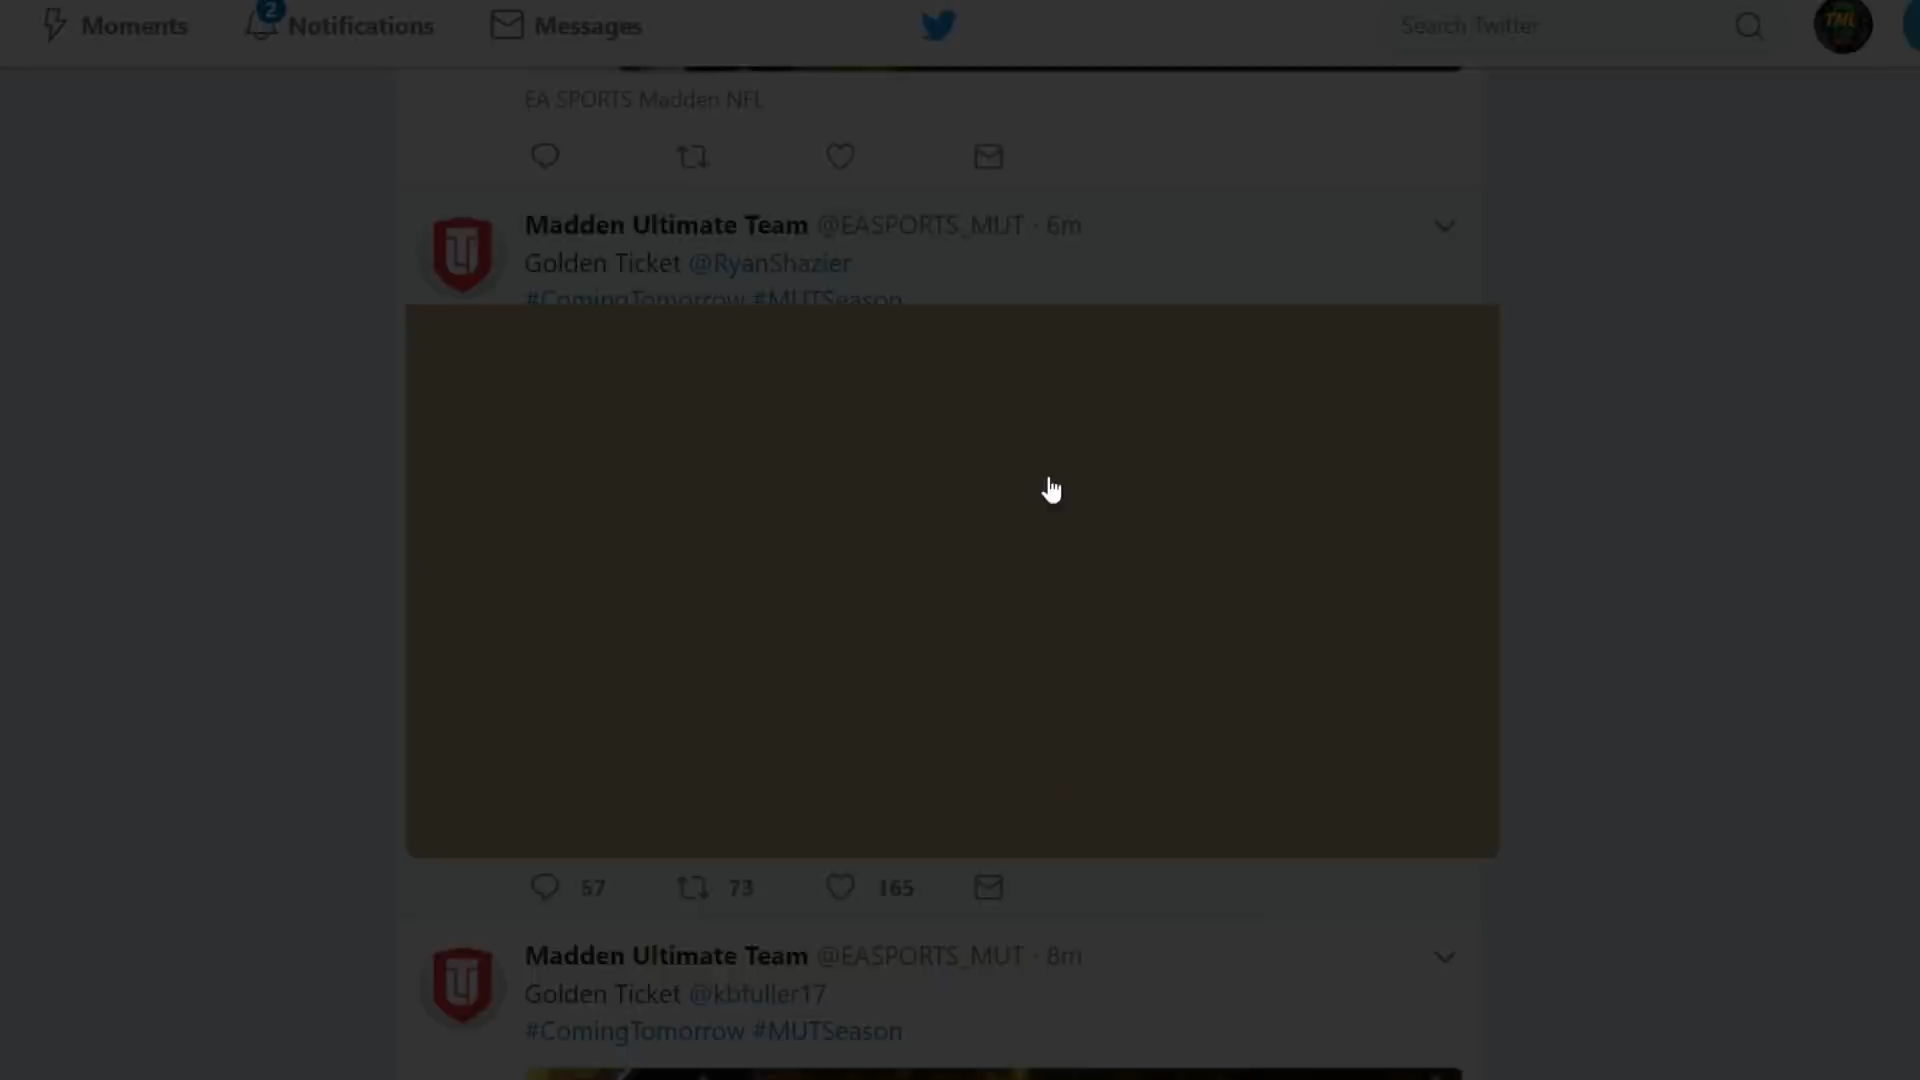 Moments
2
Notifications
Messages
Search Twitter
TML
EA SPORTS Madden NFL
Madden Ultimate Team @EASPORTS_MUT · 6m
Golden Ticket @RyanShazier
#ComingTomorrow #MUTSeason
57 73 165
Madden Ultimate Team @EASPORTS_MUT · 8m
Golden Ticket @kbfuller17
#ComingTomorrow #MUTSeason